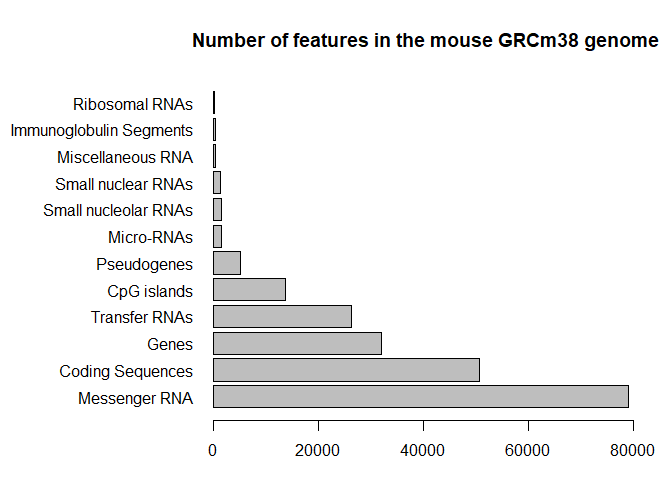 Number of features in the mouse GRCm38 genome
Ribosomal RNAs
Immunoglobulin Segments
Miscellaneous RNA
Small nuclear RNAs
Small nucleolar RNAs
Micro-RNAs
Pseudogenes
CpG islands
Transfer RNAs
Genes
Coding Sequences
Messenger RNA
0 20000 40000 60000 80000